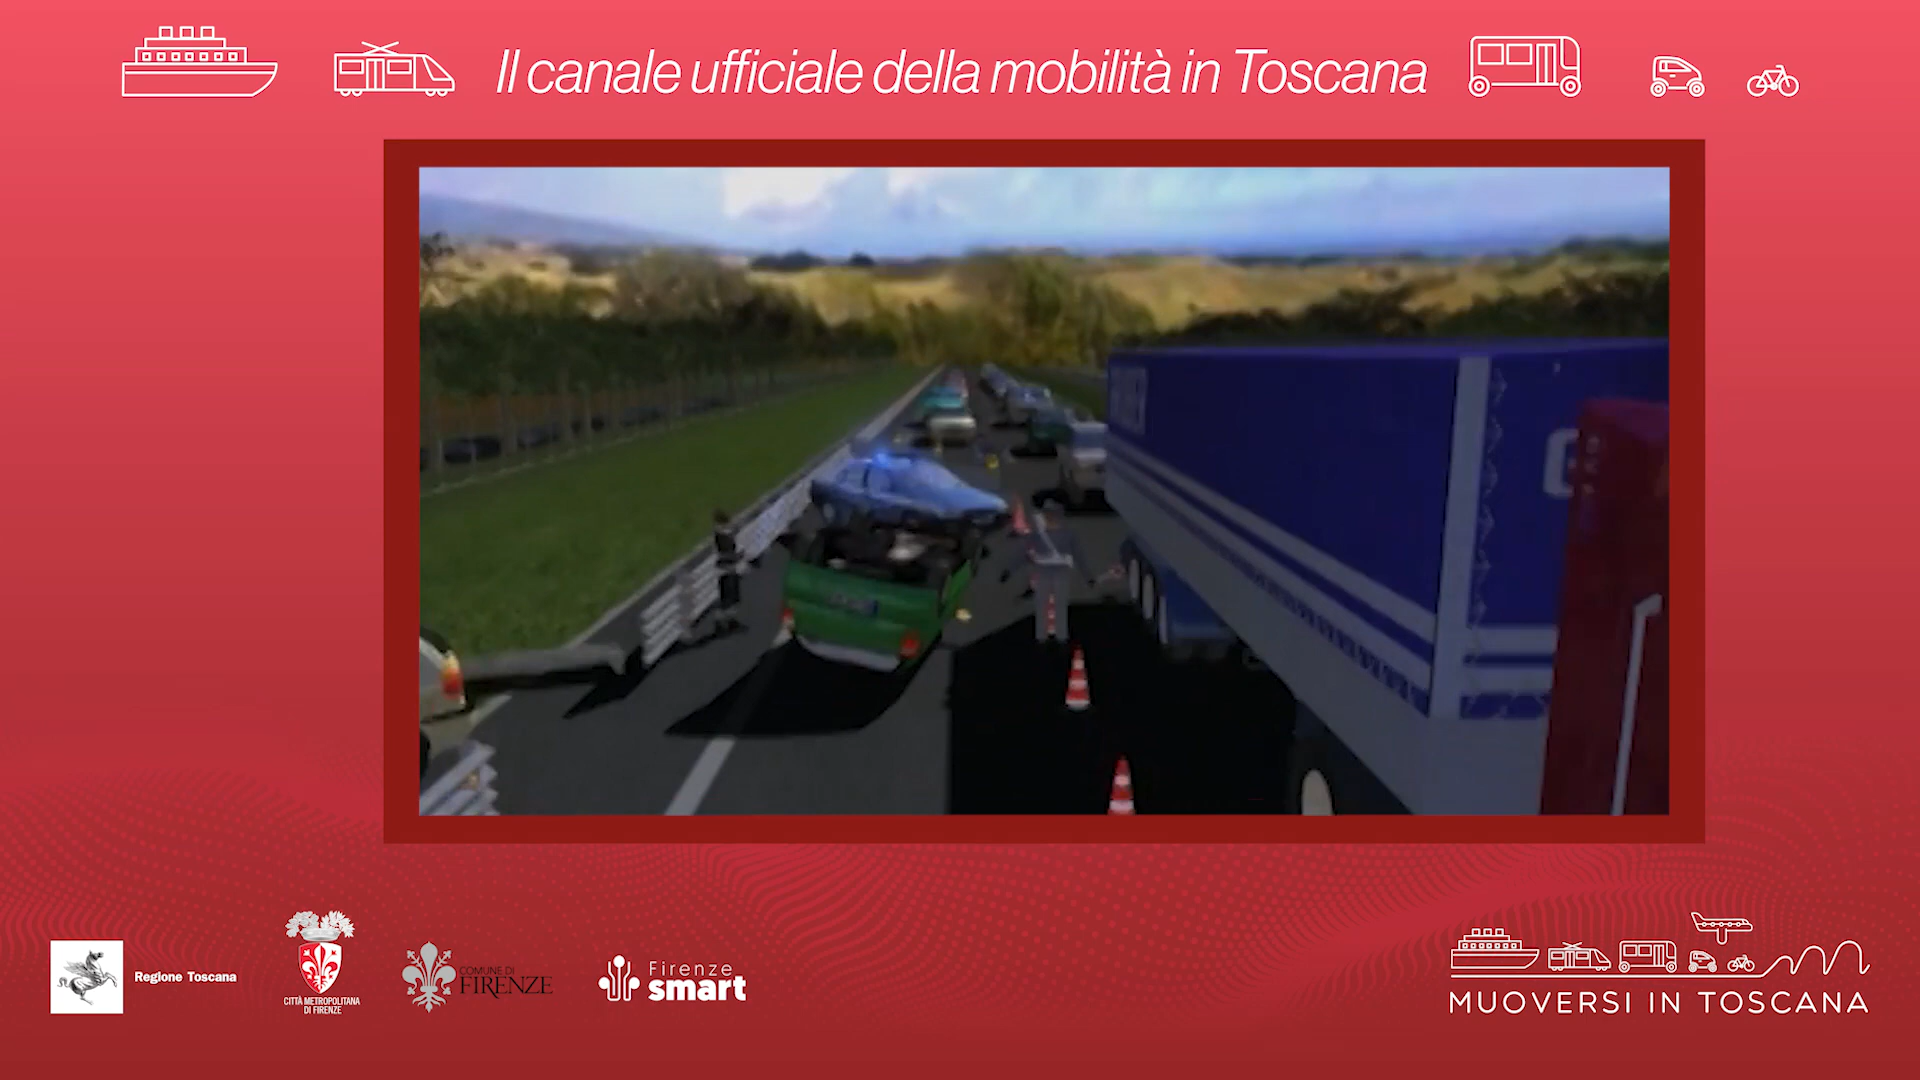 Il canale ufficiale della mobilità in Toscana
Regione Toscana
CITTÀ METROPOLITANA
DI FIRENZE
COMUNE DI
FIRENZE
Firenze
smart
MUOVERSI IN TOSCANA